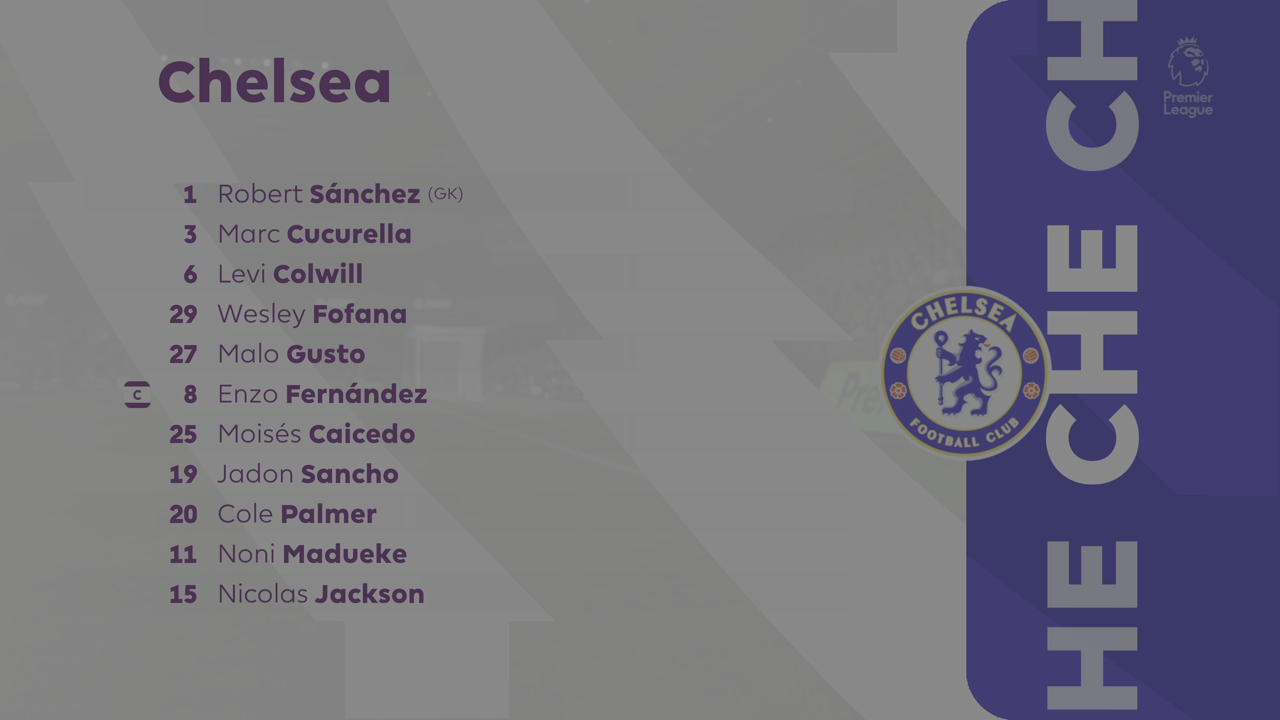 Chelsea
1 Robert Sánchez (GK)
3 Marc Cucurella
6 Levi Colwill
29 Wesley Fofana
27 Malo Gusto
C 8 Enzo Fernández
25 Moisés Caicedo
19 Jadon Sancho
20 Cole Palmer
11 Noni Madueke
15 Nicolas Jackson
CHELSEA
FOOTBALL CLUB
HE CHE CH
Premier
League
Pre